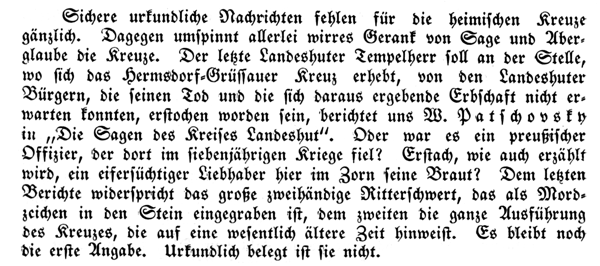 Sichere urkundliche Nachrichten fehlen für die heimischen Kreuze
gänzlich. Dagegen umspinnt allerlei wirres Gerank von Sage und Aber-
glaube die Kreuze. Der letzte Landeshuter Tempelherr soll an der Stelle,
wo sich das Hermsdorf-Grüssauer Kreuz erhebt, von den Landeshuter
Bürgern, die seinen Tod und die sich daraus ergebende Erbschaft nicht er-
warten konnten, erstochen worden sein, berichtet uns W. Patschovsky
in „Die Sagen des Kreises Landeshut“. Oder war es ein preußischer
Offizier, der dort im siebenjährigen Kriege fiel? Erstach, wie auch erzählt
wird, ein eifersüchtiger Liebhaber hier im Zorn seine Braut? Dem letzten
Berichte widerspricht das große zweihändige Ritterschwert, das als Mord-
zeichen in den Stein eingegraben ist, dem zweiten die ganze Ausführung
des Kreuzes, die auf eine wesentlich ältere Zeit hinweist. Es bleibt noch
die erste Angabe. Urkundlich belegt ist sie nicht.